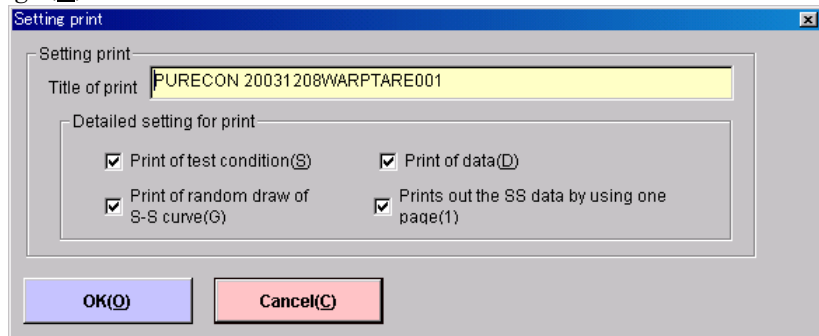 Setting print
Setting print
Title of print PURECON 20031208WARPTARE001
Detailed setting for print
Print of test condition(S) Print of data(D)
Print of random draw of
S-S curve(G)
Prints out the SS data by using one
page(1)
OK(O) Cancel(C)